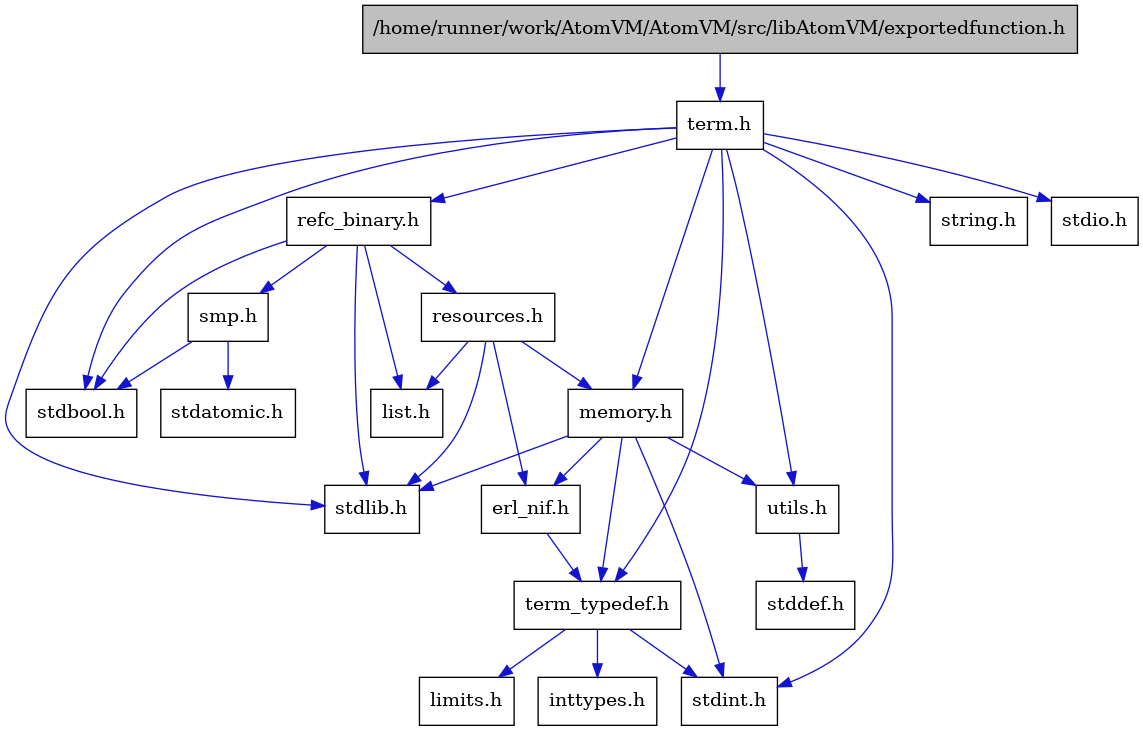 /home/runner/work/AtomVM/AtomVM/src/libAtomVM/exportedfunction.h
term.h
refc_binary.h
string.h
stdio.h
smp.h
resources.h
stdbool.h
stdatomic.h
list.h
memory.h
stdlib.h
erl_nif.h
utils.h
term_typedef.h
stddef.h
limits.h
inttypes.h
stdint.h